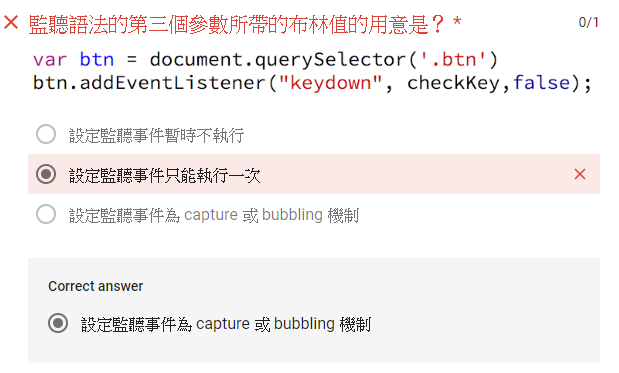 監聽語法的第三個參數所帶的布林值的用意是？ *
0/1
var btn = document.querySelector('.btn')
btn.addEventListener("keydown", checkKey,false);
設定監聽事件暫時不執行
設定監聽事件只能執行一次
設定監聽事件為 capture 或 bubbling 機制
Correct answer
設定監聽事件為 capture 或 bubbling 機制